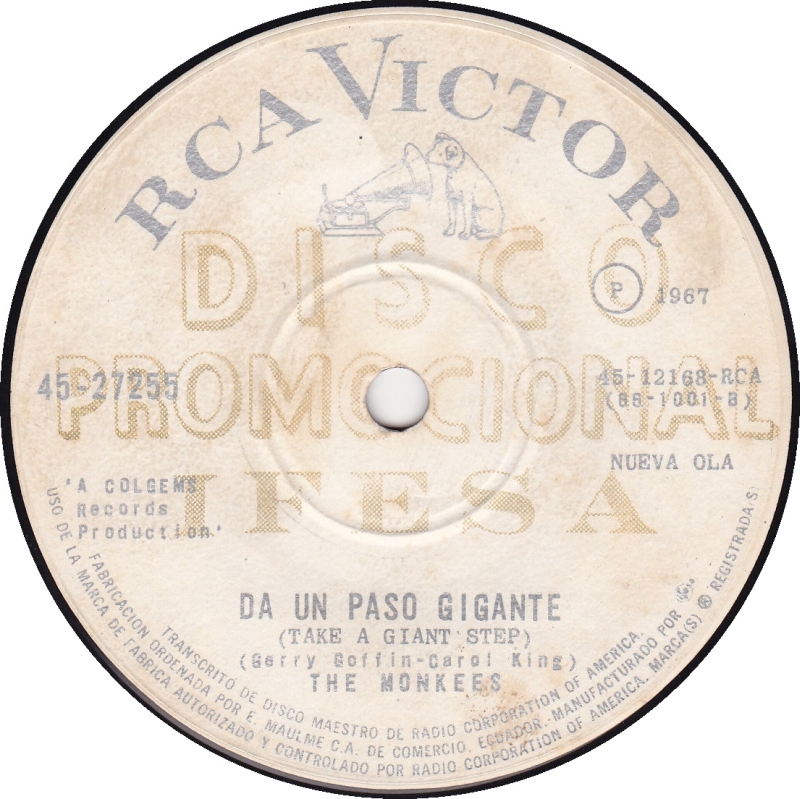 RCA VICTOR
DISCO
Ⓟ 1967
PROMOCIONAL
45-27255
45-12168-RCA
(86-1001-B)
NUEVA OLA
IFESA
'A COLGEMS
Records
Production'
DA UN PASO GIGANTE
(TAKE A GIANT STEP)
(Gerry Goffin-Carol King)
THE MONKEES
TRANSCRITO DE DISCO MAESTRO DE RADIO CORPORATION OF AMERICA.
FABRICACION ORDENADA POR E. MAULME C.A. DE COMERCIO. ECUADOR-MANUFACTURADO POR
USO DE LA MARCA DE FABRICA AUTORIZADO Y CONTROLADO POR RADIO CORPORATION OF AMERICA. MARCA(S) ® REGISTRADA(S)